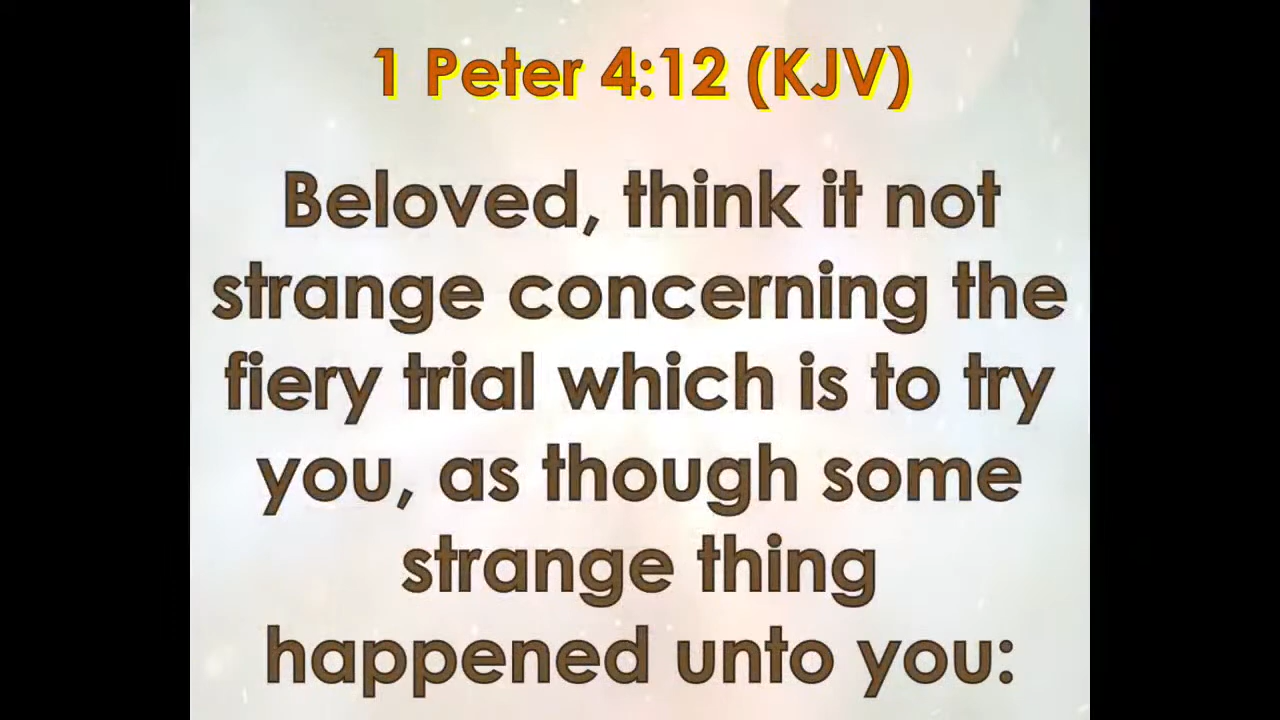 1 Peter 4:12 (KJV)
Beloved, think it not
strange concerning the
fiery trial which is to try
you, as though some
strange thing
happened unto you: